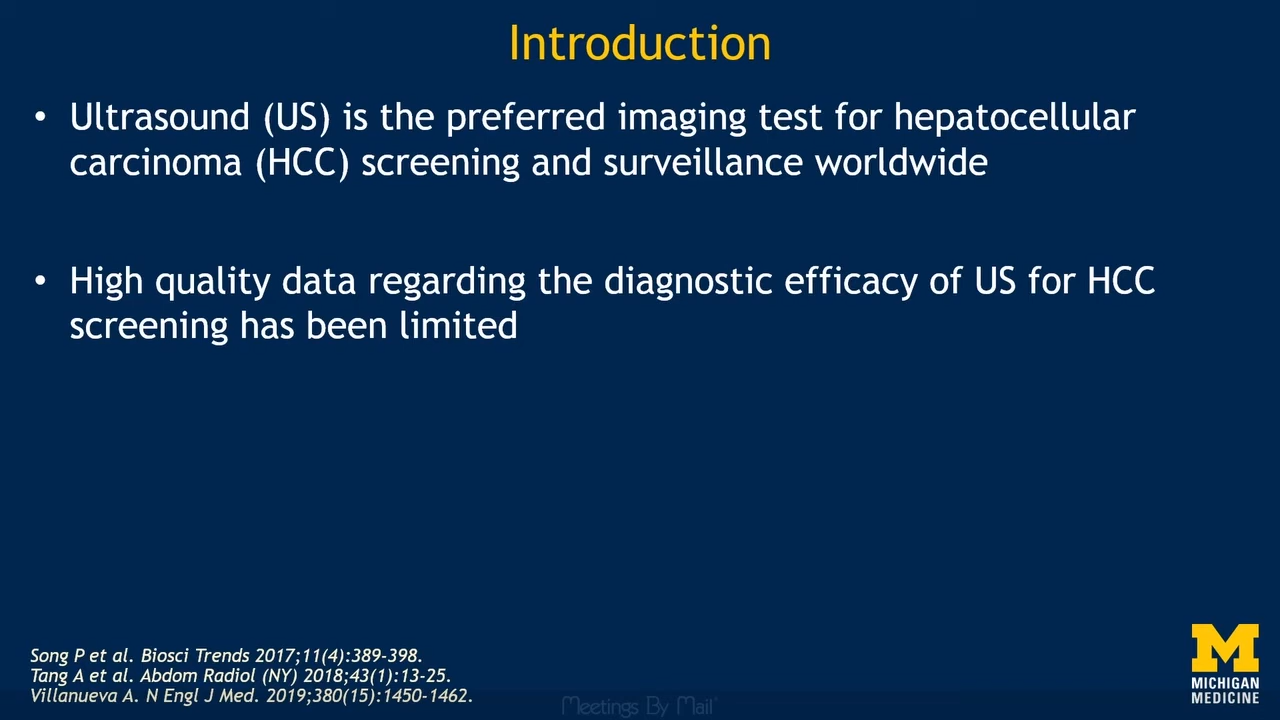 Introduction
• Ultrasound (US) is the preferred imaging test for hepatocellular
carcinoma (HCC) screening and surveillance worldwide
• High quality data regarding the diagnostic efficacy of US for HCC
screening has been limited
Song P et al. Biosci Trends 2017;11(4):389-398.
Tang A et al. Abdom Radiol (NY) 2018;43(1):13-25.
Villanueva A. N Engl J Med. 2019;380(15):1450-1462.
Meetings By Mail
M
MICHIGAN
MEDICINE